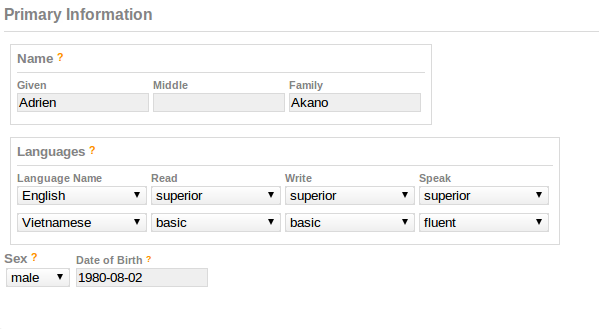 Primary Information
Name ?
Given Middle Family
Adrien Akano
Languages ?
Language Name Read Write Speak
English superior superior superior
Vietnamese basic basic fluent
Sex ? Date of Birth ?
male 1980-08-02